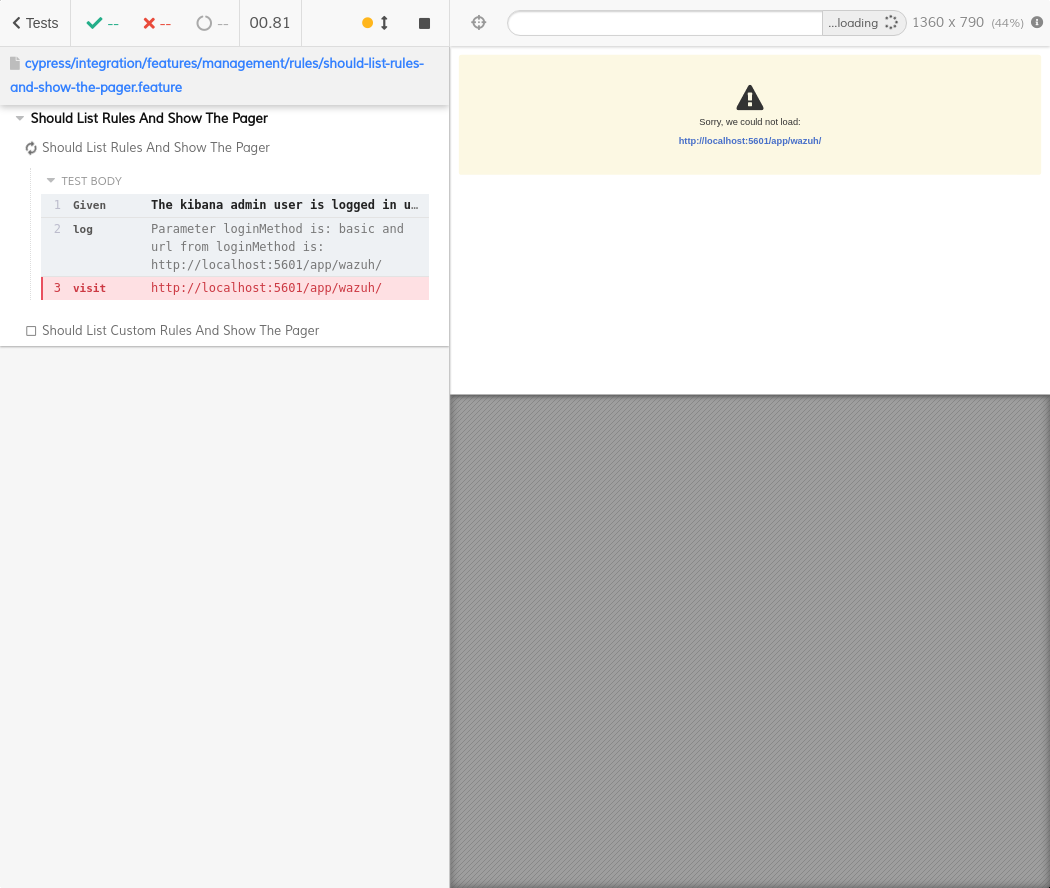 Tests
--
--
--
00.81
...loading
1360 x 790 (44%)
cypress/integration/features/management/rules/should-list-rules-
and-show-the-pager.feature
Should List Rules And Show The Pager
Should List Rules And Show The Pager
TEST BODY
1 Given The kibana admin user is logged in u…
2 log Parameter loginMethod is: basic and
url from loginMethod is:
http://localhost:5601/app/wazuh/
3 visit http://localhost:5601/app/wazuh/
Should List Custom Rules And Show The Pager
Sorry, we could not load:
http://localhost:5601/app/wazuh/